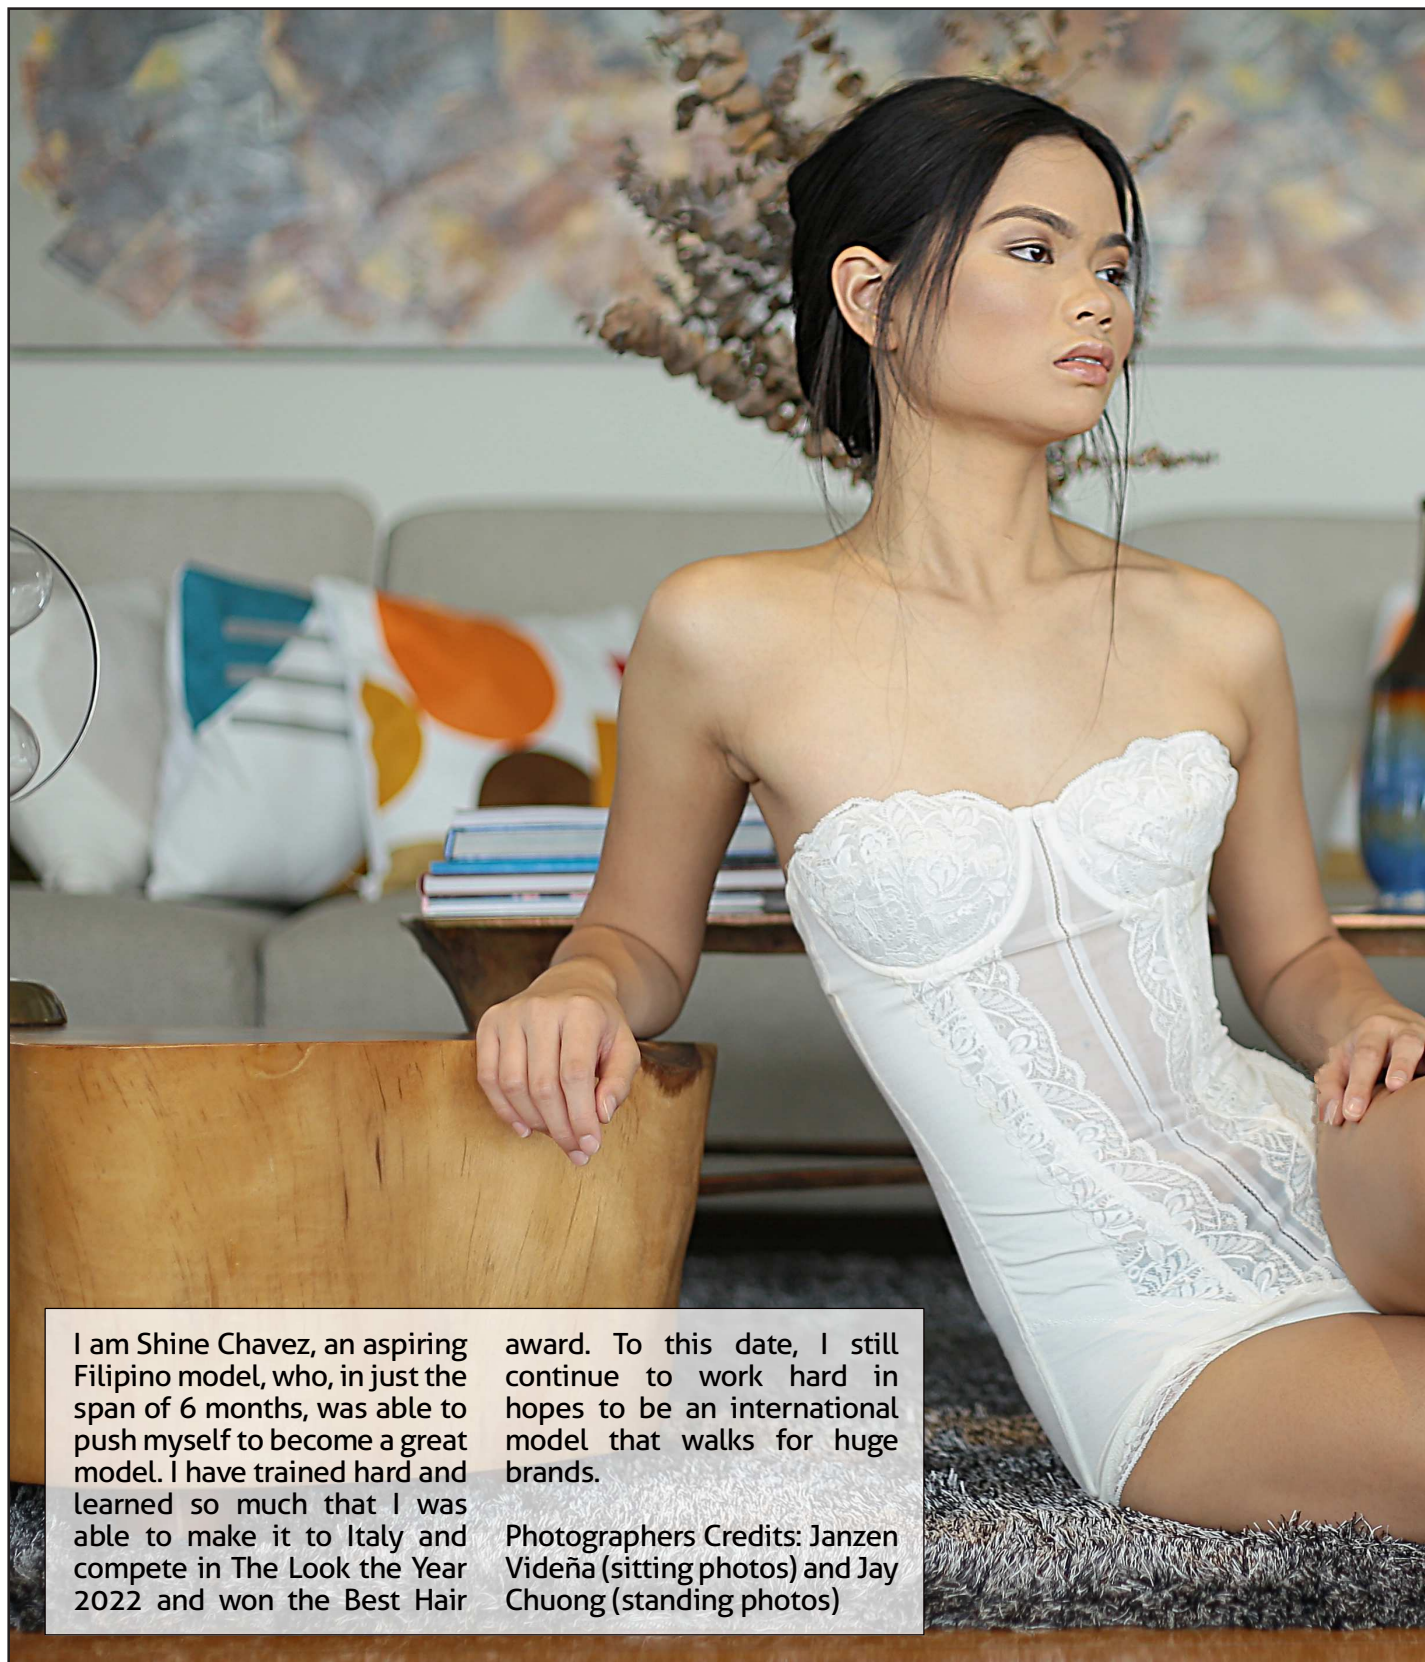 I am Shine Chavez, an aspiring
Filipino model, who, in just the
span of 6 months, was able to
push myself to become a great
model. I have trained hard and
learned so much that I was
able to make it to Italy and
compete in The Look the Year
2022 and won the Best Hair
award. To this date, I still
continue to work hard in
hopes to be an international
model that walks for huge
brands.
Photographers Credits: Janzen
Videña (sitting photos) and Jay
Chuong (standing photos)